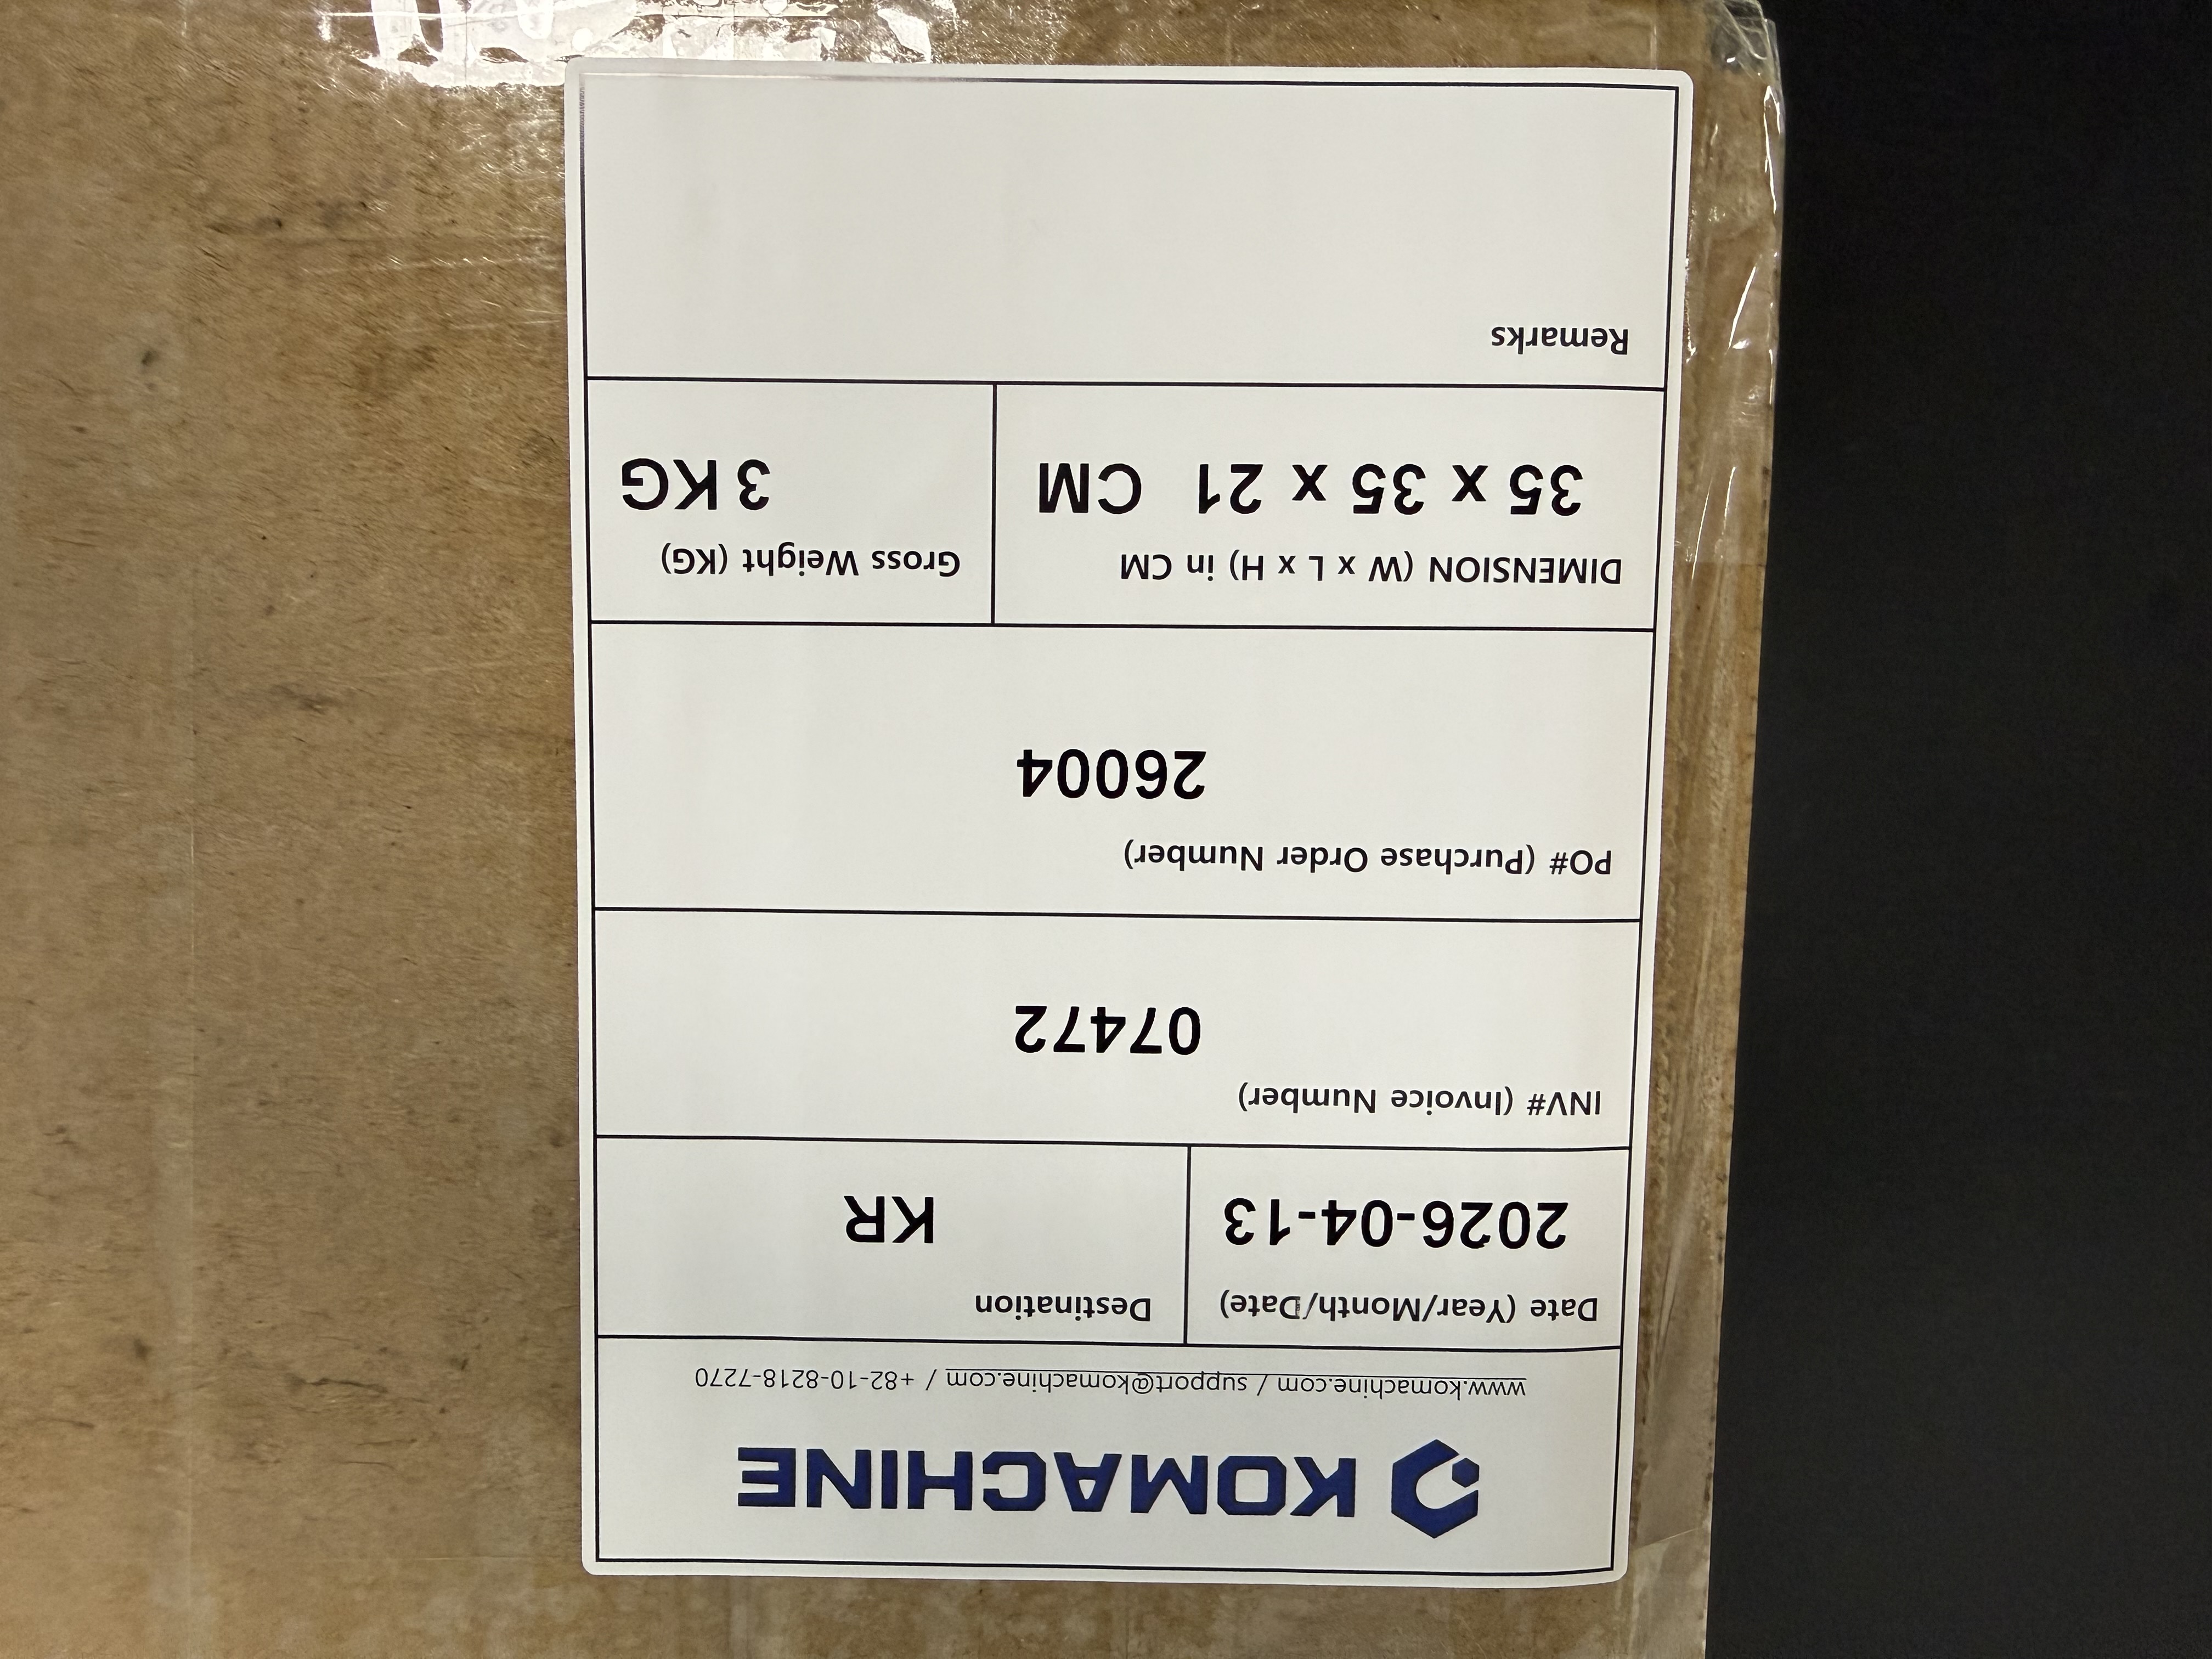 KOMACHINE
www.komachine.com / support@komachine.com / +82-10-8218-7270
Date (Year/Month/Date)
2026-04-13
Destination
KR
INV# (Invoice Number)
07472
PO# (Purchase Order Number)
26004
DIMENSION (W x L x H) in CM
35 x 35 x 21 CM
Gross Weight (KG)
3 KG
Remarks